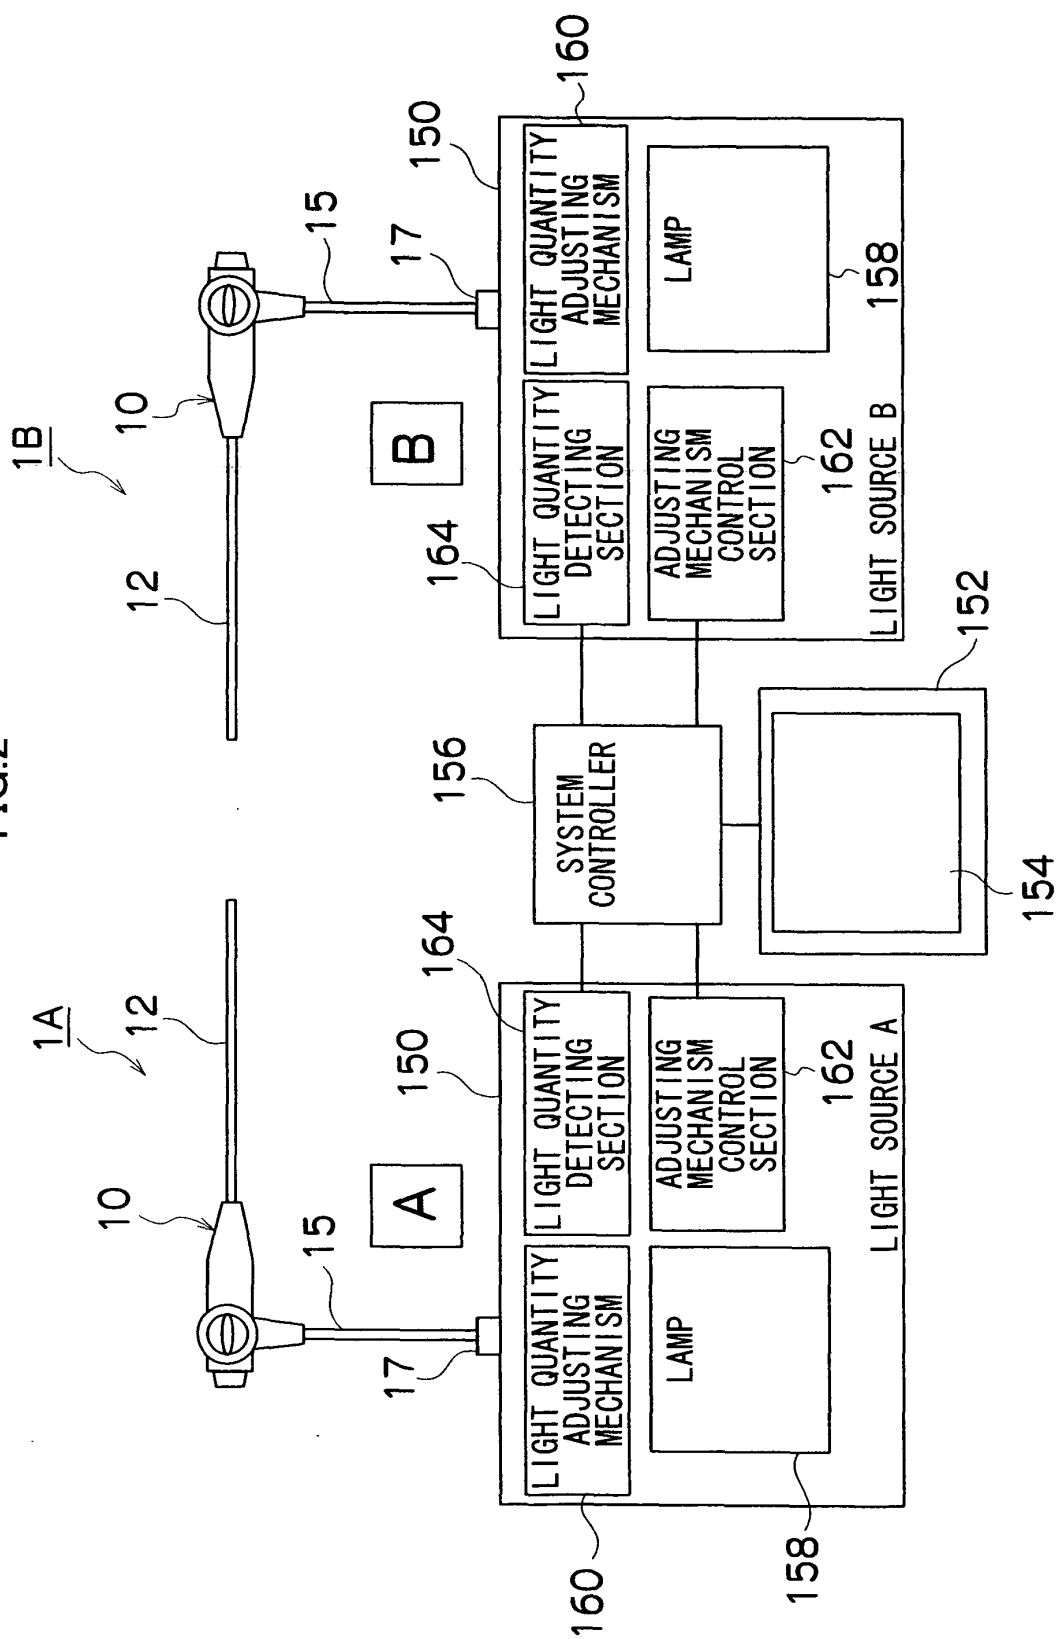 FIG.2
1A
1B
10
12
12
10
15
15
A
B
17
17
150
164
156
164
150
160
LIGHT QUANTITY
ADJUSTING
MECHANISM
LIGHT QUANTITY
DETECTING
SECTION
SYSTEM
CONTROLLER
LIGHT QUANTITY
DETECTING
SECTION
LIGHT QUANTITY
ADJUSTING
MECHANISM
160
LAMP
ADJUSTING
MECHANISM
CONTROL
SECTION
ADJUSTING
MECHANISM
CONTROL
SECTION
LAMP
158
162
162
158
LIGHT SOURCE A
LIGHT SOURCE B
152
154